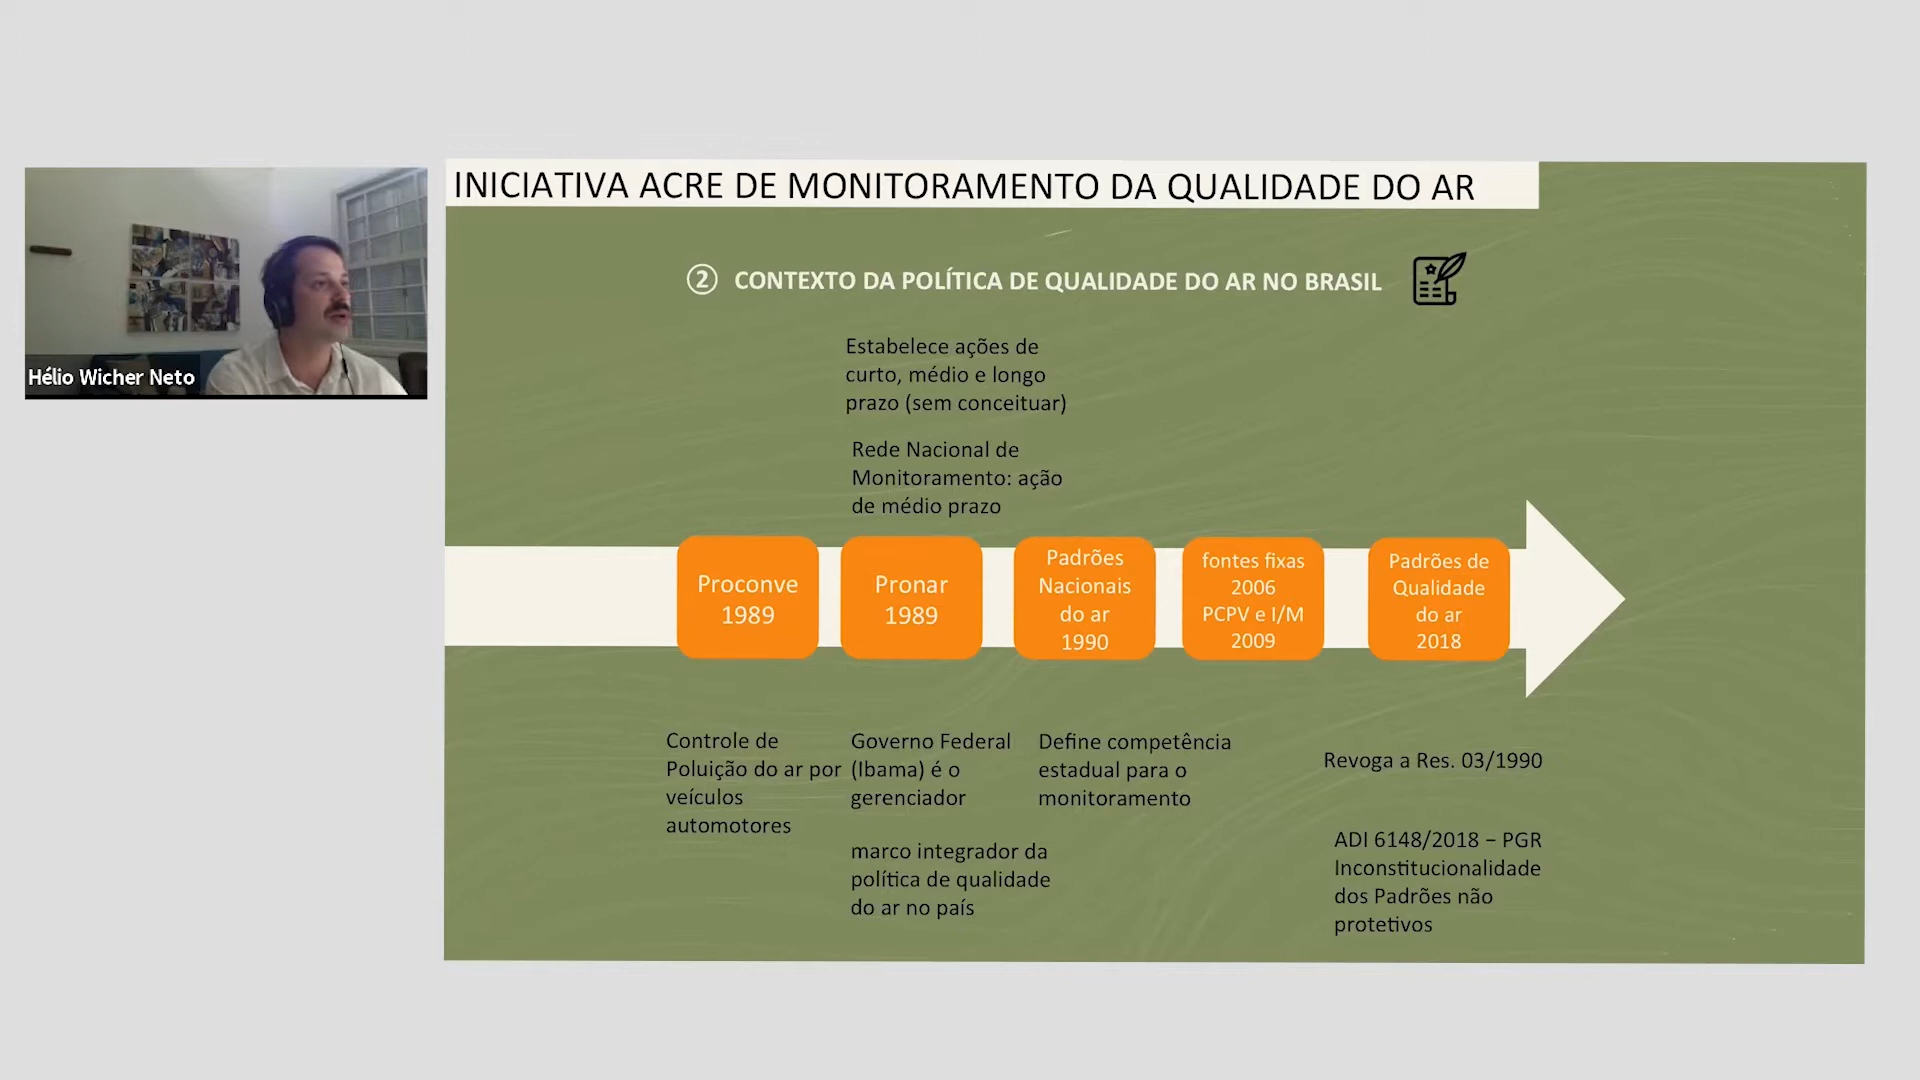 INICIATIVA ACRE DE MONITORAMENTO DA QUALIDADE DO AR
2 CONTEXTO DA POLÍTICA DE QUALIDADE DO AR NO BRASIL
Hélio Wicher Neto
Estabelece ações de
curto, médio e longo
prazo (sem conceituar)
Rede Nacional de
Monitoramento: ação
de médio prazo
Proconve
1989
Pronar
1989
Padrões
Nacionais
do ar
1990
fontes fixas
2006
PCPV e I/M
2009
Padrões de
Qualidade
do ar
2018
Controle de
Poluição do ar por
veículos
automotores
Governo Federal
(Ibama) é o
gerenciador
marco integrador da
política de qualidade
do ar no país
Define competência
estadual para o
monitoramento
Revoga a Res. 03/1990
ADI 6148/2018 – PGR
Inconstitucionalidade
dos Padrões não
protetivos